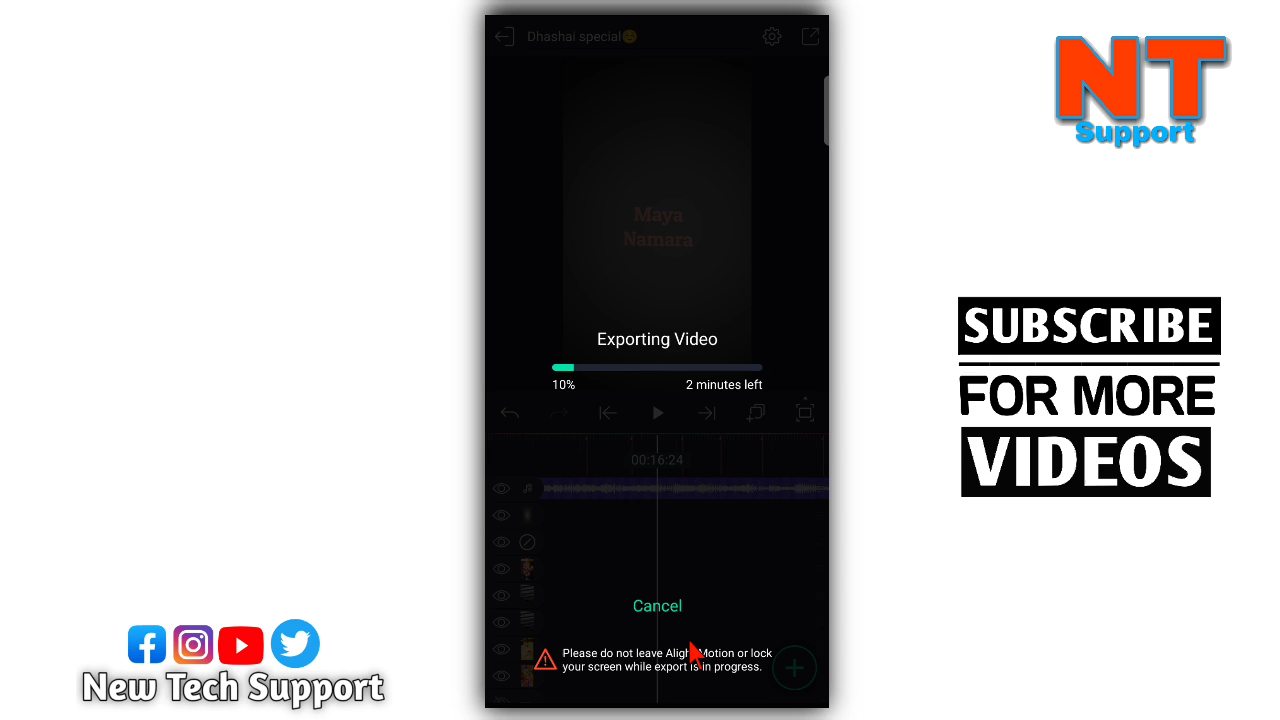 Dhashai special
NT
Support
Maya
Namara
Exporting Video
10%
2 minutes left
00:16:24
Cancel
Please do not leave Alight Motion or lock
your screen while export is in progress.
SUBSCRIBE
FOR MORE
VIDEOS
New Tech Support